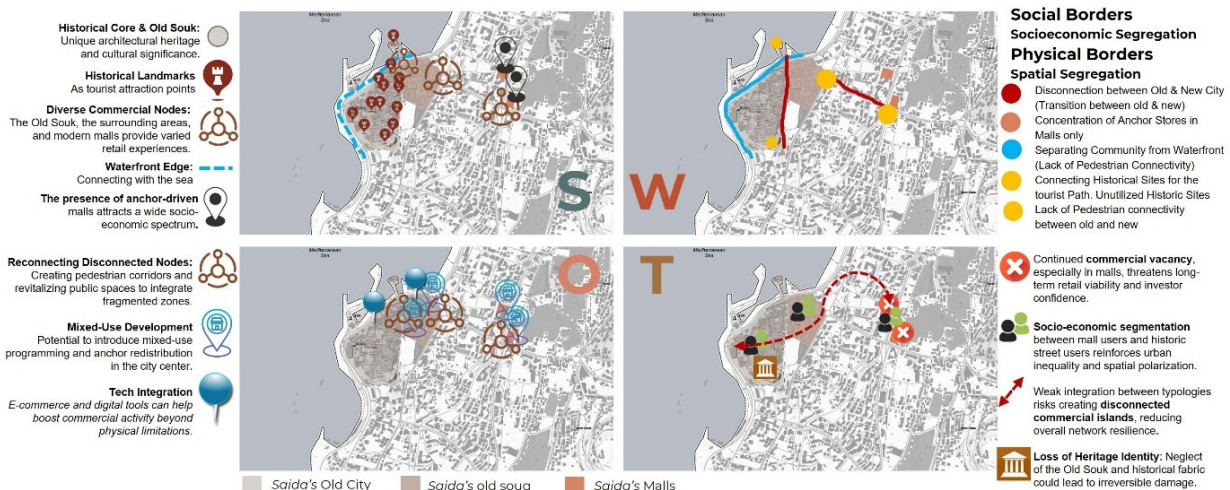 Historical Core & Old Souk:
Unique architectural heritage
and cultural significance.
Historical Landmarks
As tourist attraction points
Diverse Commercial Nodes:
The Old Souk, the surrounding areas,
and modern malls provide varied
retail experiences.
Waterfront Edge:
Connecting with the sea
The presence of anchor-driven
malls attracts a wide socio-
economic spectrum.
Mediterranean
Sea
S
Mediterranean
Sea
W
Social Borders
Socioeconomic Segregation
Physical Borders
Spatial Segregation
Disconnection between Old & New City
(Transition between old & new)
Concentration of Anchor Stores in
Malls only
Separating Community from Waterfront
(Lack of Pedestrian Connectivity)
Connecting Historical Sites for the
tourist Path. Unutilized Historic Sites
Lack of Pedestrian connectivity
between old and new
Reconnecting Disconnected Nodes:
Creating pedestrian corridors and
revitalizing public spaces to integrate
fragmented zones.
Mixed-Use Development
Potential to introduce mixed-use
programming and anchor redistribution
in the city center.
Tech Integration
E-commerce and digital tools can help
boost commercial activity beyond
physical limitations.
Mediterranean
Sea
O
Mediterranean
Sea
T
Continued commercial vacancy,
especially in malls, threatens long-
term retail viability and investor
confidence.
Socio-economic segmentation
between mall users and historic
street users reinforces urban
inequality and spatial polarization.
Weak integration between typologies
risks creating disconnected
commercial islands, reducing
overall network resilience.
Loss of Heritage Identity: Neglect
of the Old Souk and historical fabric
could lead to irreversible damage.
Saida's Old City
Saida's old souq
Saida's Malls